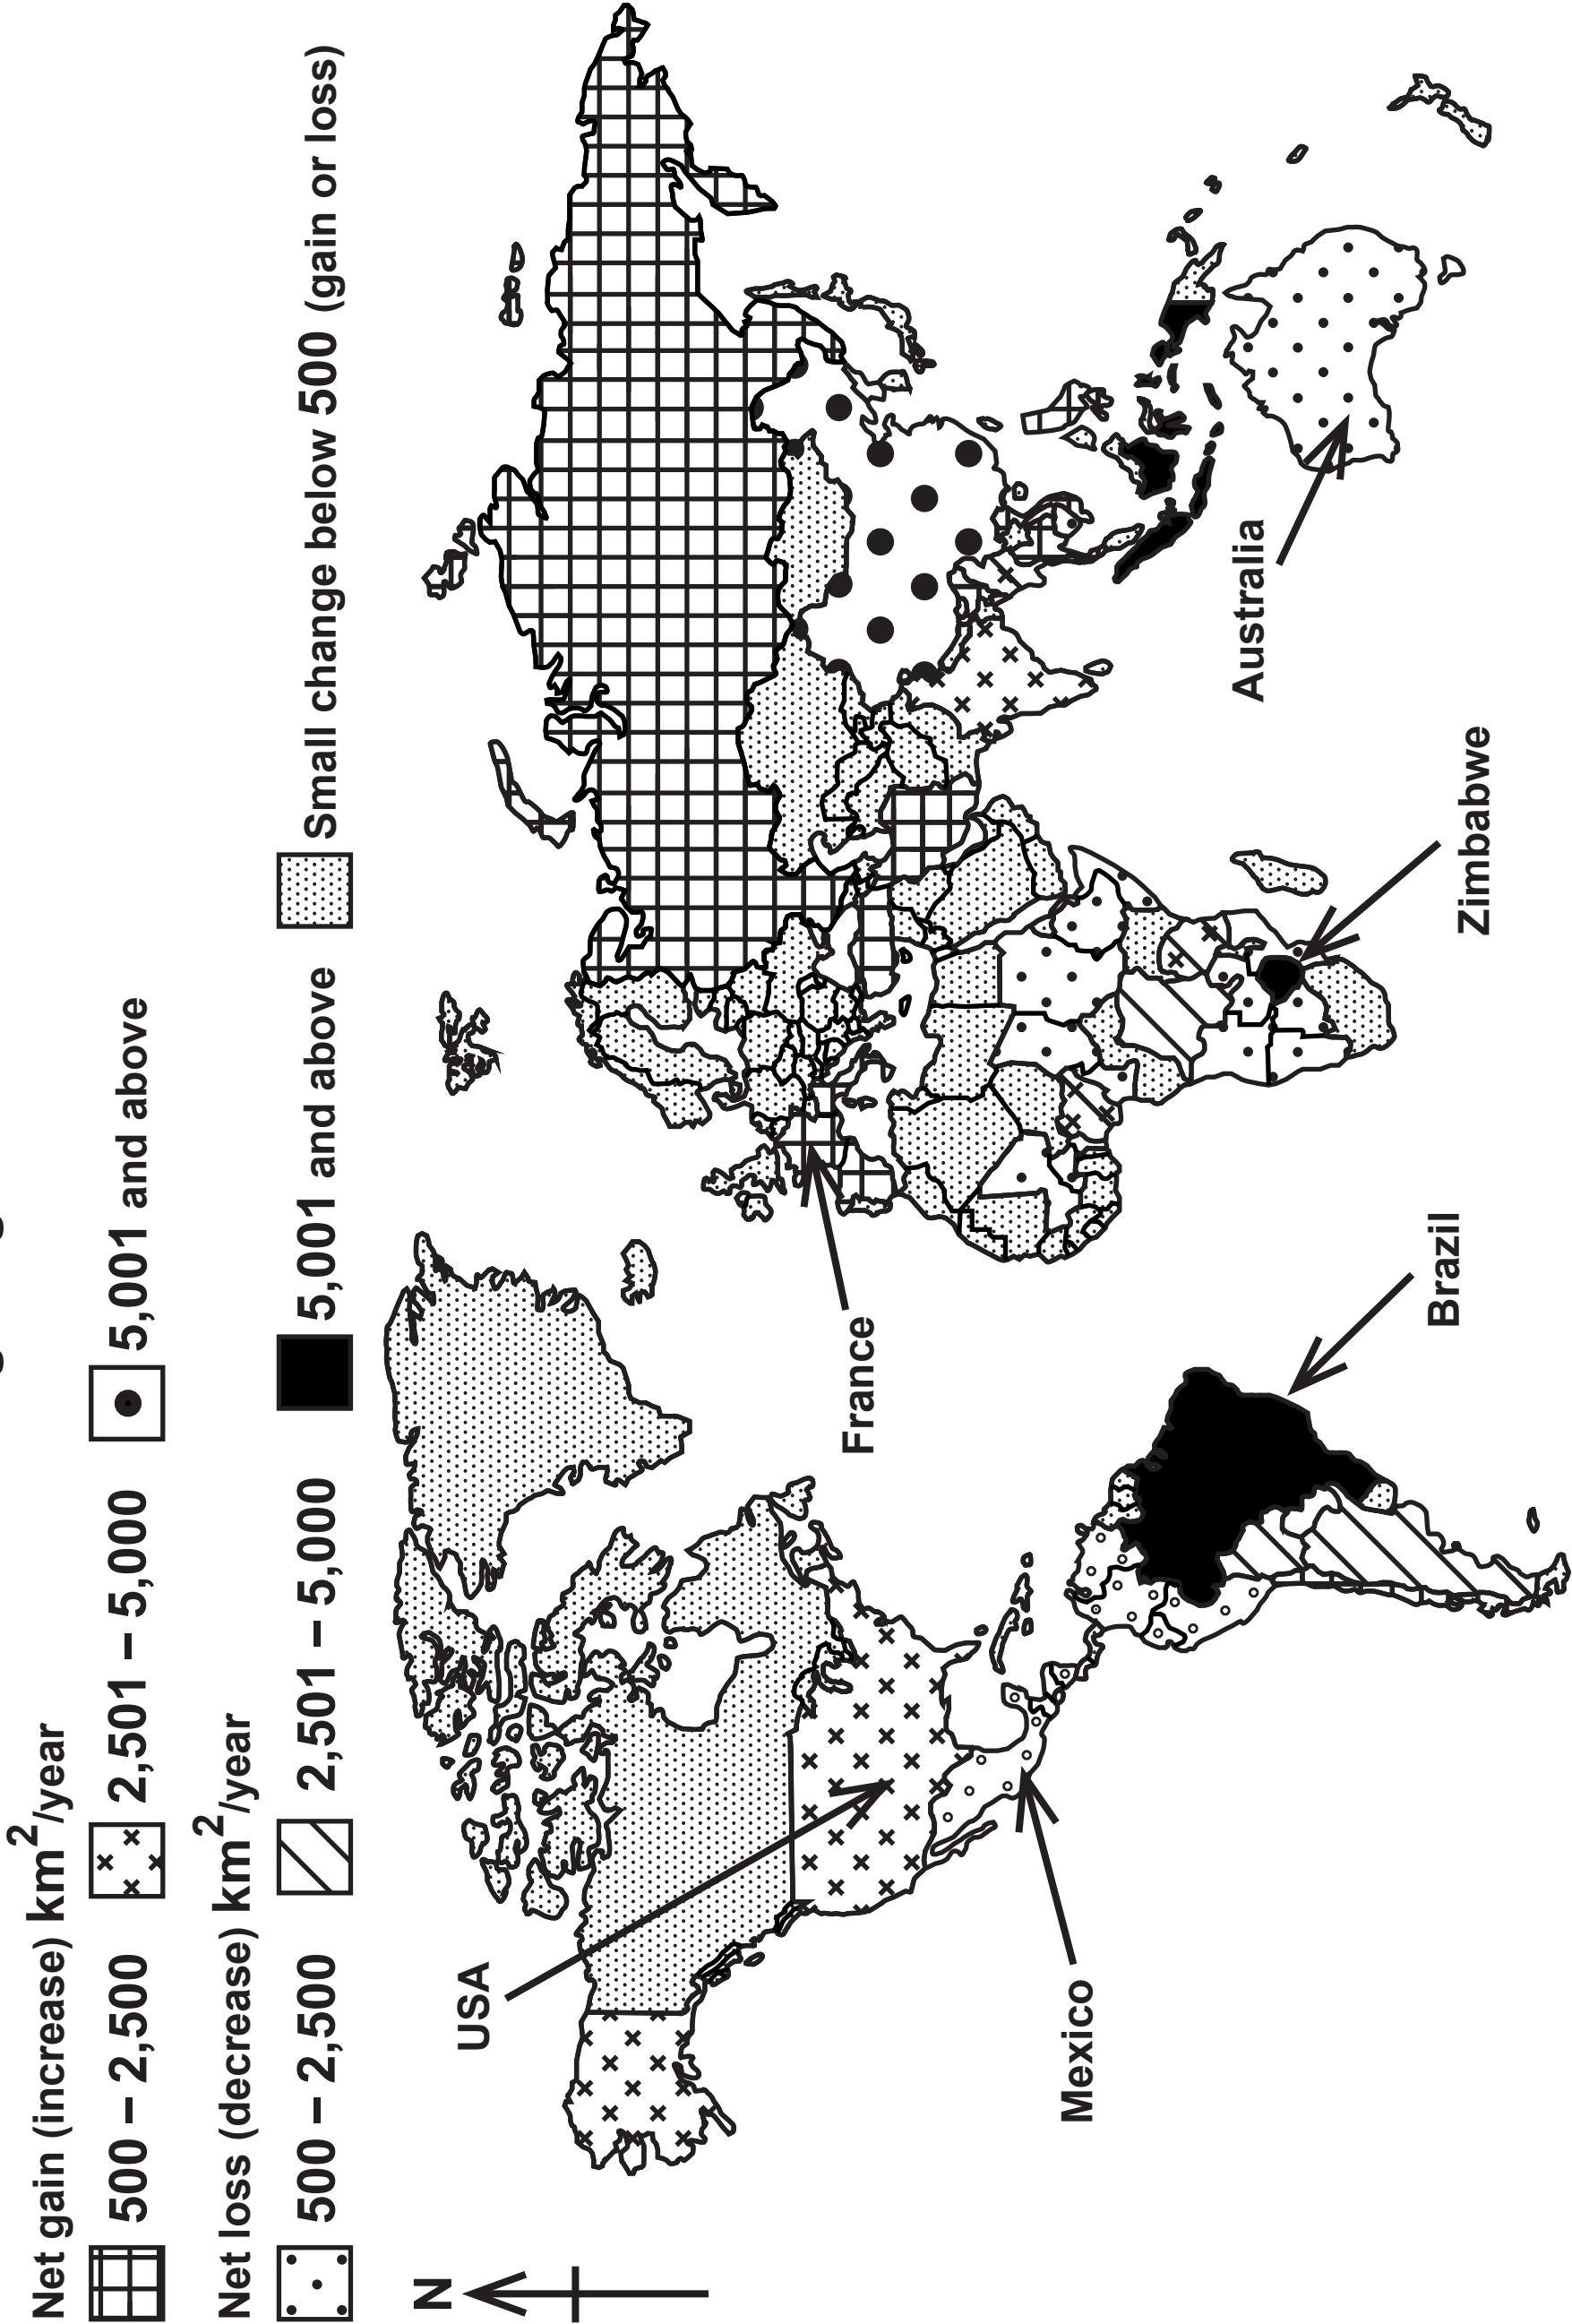 Net gain (increase) km2/year
500 – 2,500
2,501 – 5,000
5,001 and above
Net loss (decrease) km2/year
500 – 2,500
2,501 – 5,000
5,001 and above
Small change below 500 (gain or loss)
N
USA
Mexico
France
Brazil
Zimbabwe
Australia